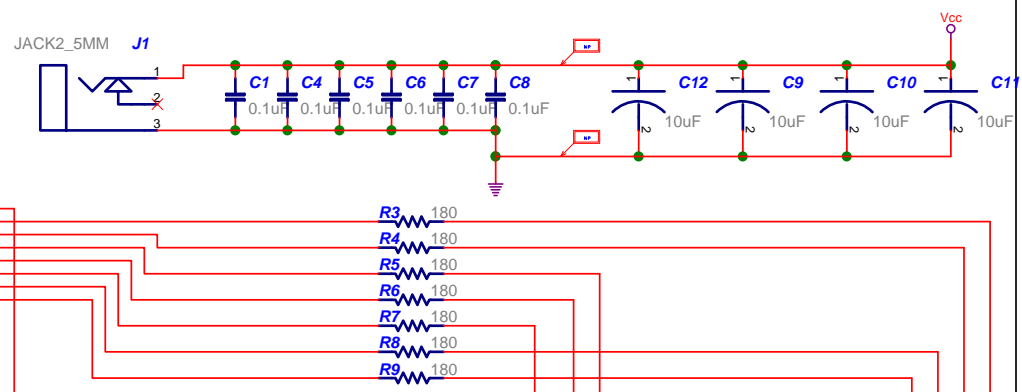 Vcc
JACK2_5MM J1
NP
1
2
3
C1 C4 C5 C6 C7 C8 C12 C9 C10 C11
0.1uF 0.1uF 0.1uF 0.1uF 0.1uF 0.1uF
1 1 1 1
10uF 10uF 10uF 10uF
2 2 2 2
NP
R3 180
R4 180
R5 180
R6 180
R7 180
R8 180
R9 180